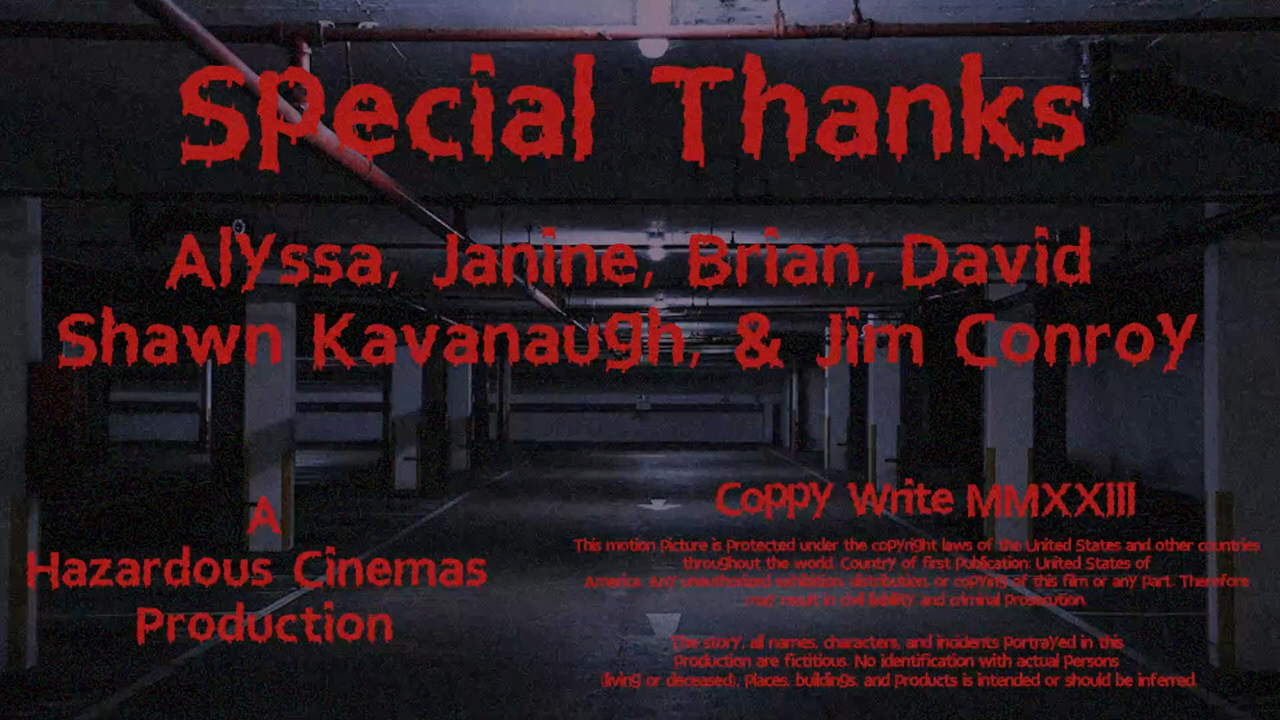 Special Thanks
Alyssa, Janine, Brian, David
Shawn Kavanaugh, & Jim Conroy
A
Hazardous Cinemas
Production
Coppy Write MMXXIII
This motion picture is protected under the copyright laws of the United States and other countries
throughout the world. Country of first publication: United States of
America. Any unauthorized exhibition, distribution, or copying of this film or any part. Therefore
may result in civil liability and criminal prosecution.
The story, all names, characters, and incidents portrayed in this
production are fictitious. No identification with actual persons
(living or deceased), places, buildings, and products is intended or should be inferred.